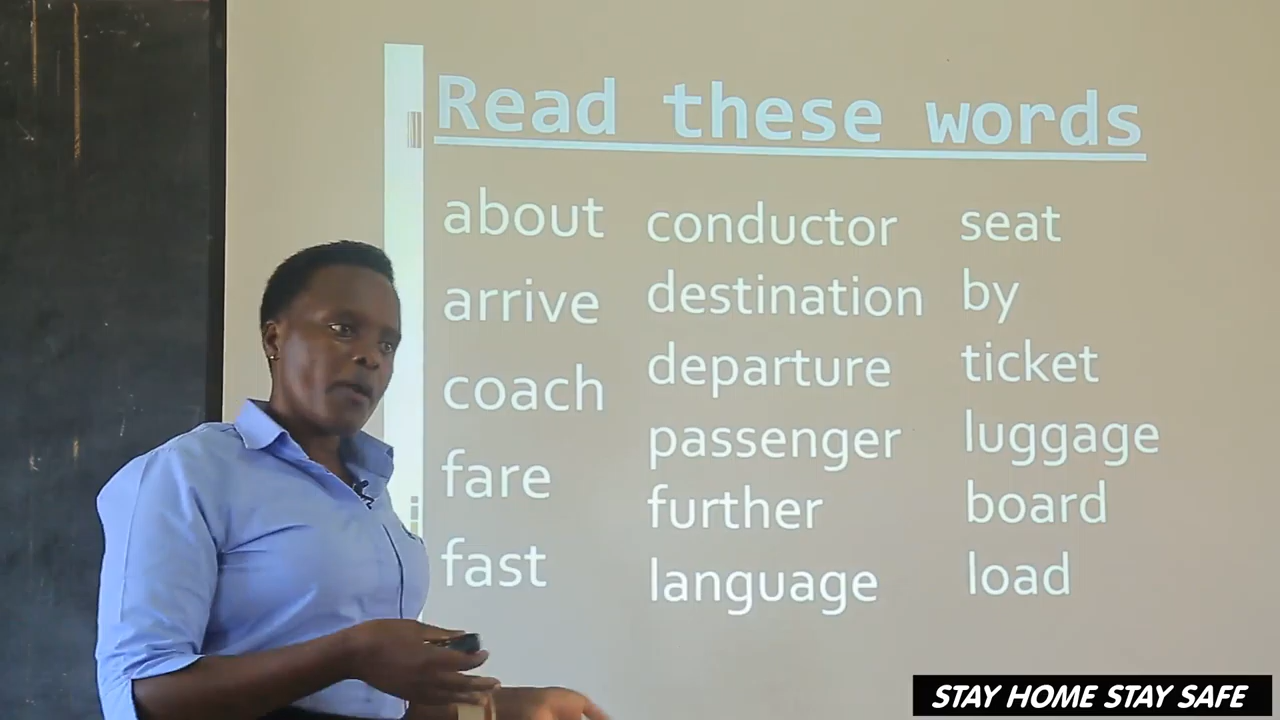 Read these words
about
arrive
coach
fare
fast
conductor
destination
departure
passenger
further
language
seat
by
ticket
luggage
board
load
STAY HOME STAY SAFE